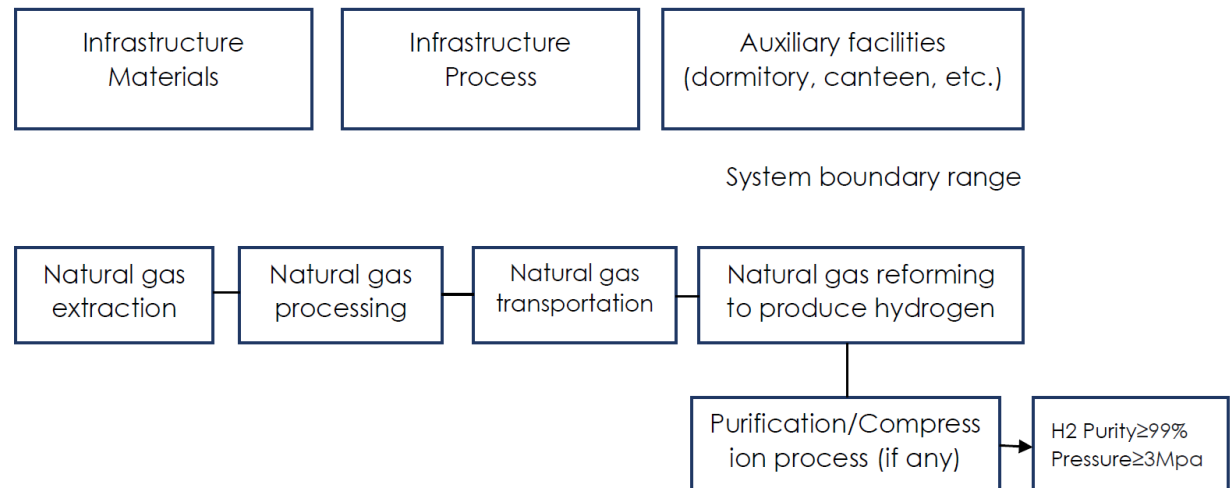 Infrastructure
Materials
Infrastructure
Process
Auxiliary facilities
(dormitory, canteen, etc.)
System boundary range
Natural gas
extraction
Natural gas
processing
Natural gas
transportation
Natural gas reforming
to produce hydrogen
Purification/Compress
ion process (if any)
H2 Purity≥99%
Pressure≥3Mpa